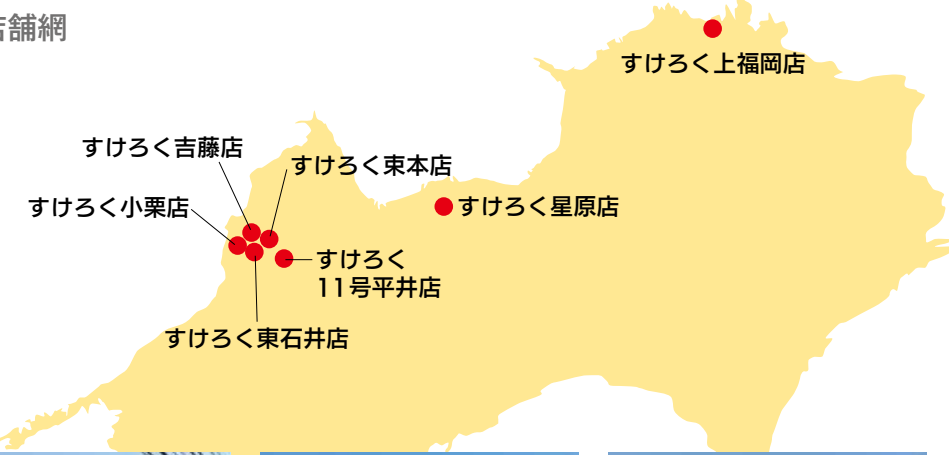 店舗網
すけろく上福岡店
すけろく吉藤店
すけろく束本店
すけろく小栗店
すけろく星原店
すけろく
11号平井店
すけろく東石井店